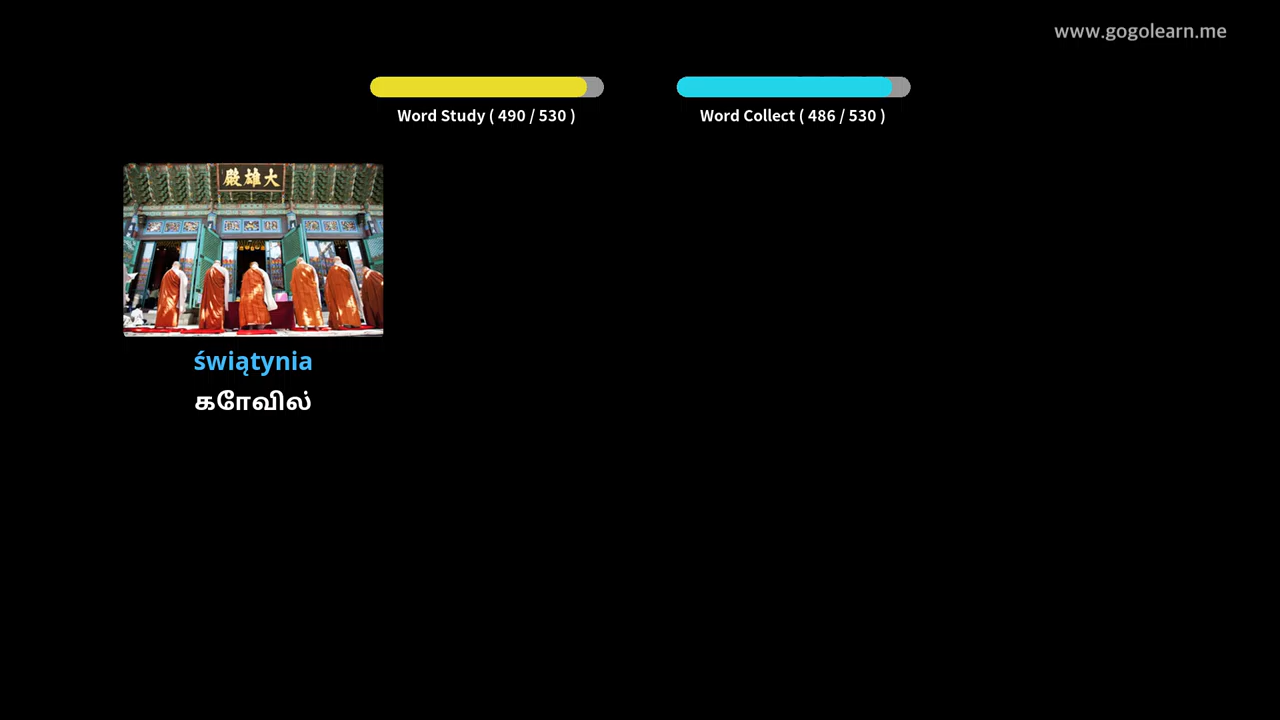 www.gogolearn.me
Word Study ( 490 / 530 )
Word Collect ( 486 / 530 )
殿雄大
świątynia
கோவில்